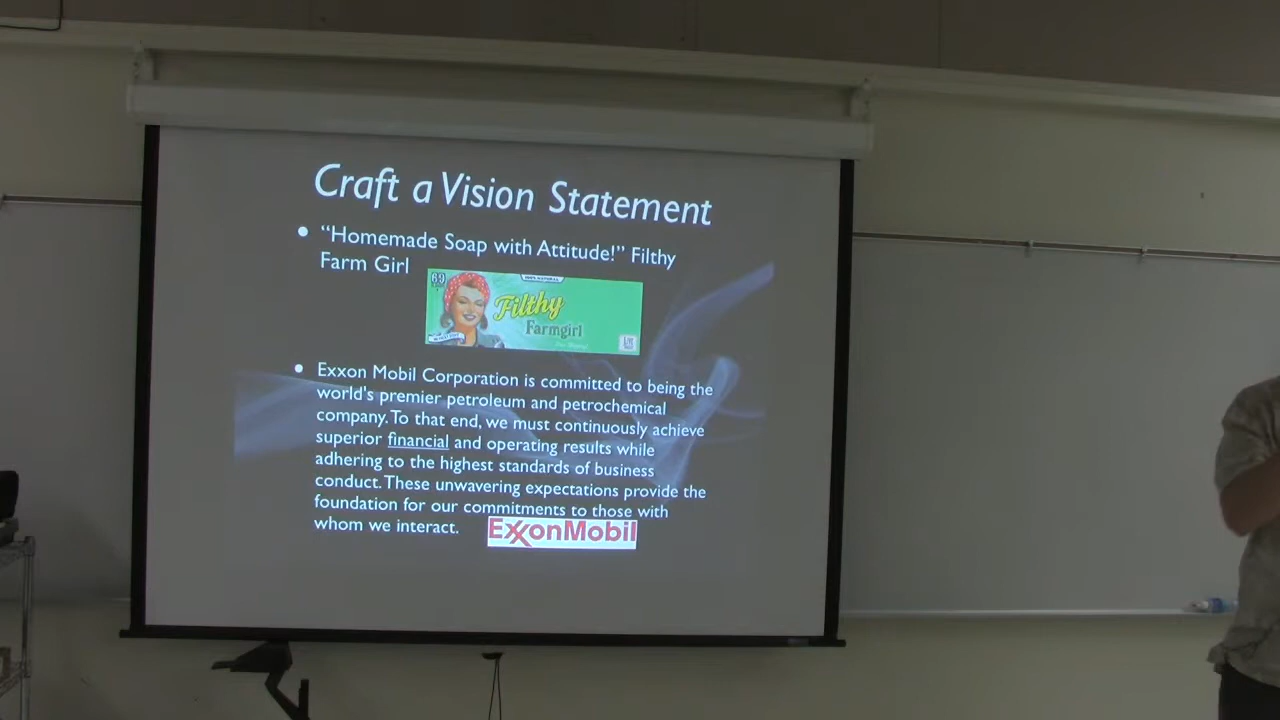 Craft a Vision Statement
• “Homemade Soap with Attitude!” Filthy
Farm Girl
Filthy
Farmgirl
• Exxon Mobil Corporation is committed to being the
world's premier petroleum and petrochemical
company. To that end, we must continuously achieve
superior financial and operating results while
adhering to the highest standards of business
conduct. These unwavering expectations provide the
foundation for our commitments to those with
whom we interact.
ExxonMobil